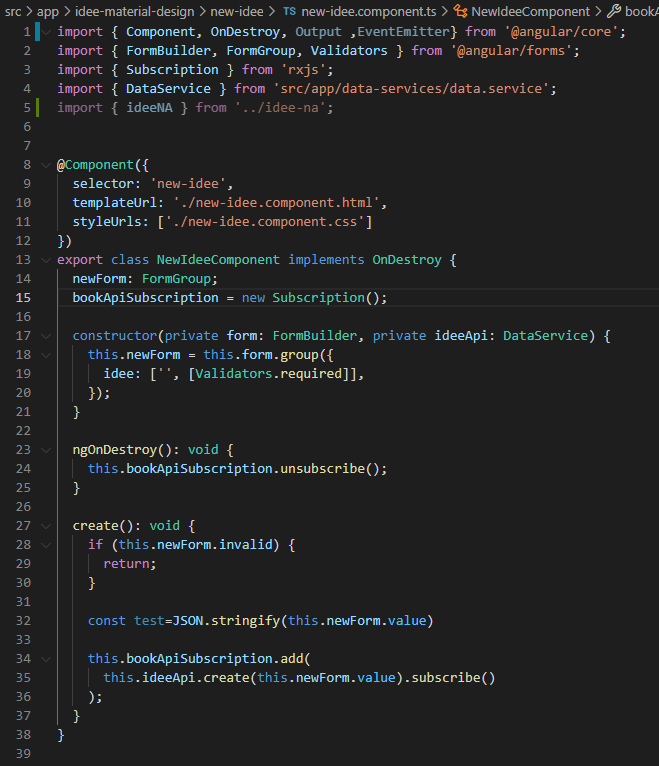 src > app > idee-material-design > new-idee > TS new-idee.component.ts > NewIdeeComponent > bookA
1 import { Component, OnDestroy, Output ,EventEmitter} from '@angular/core';
2 import { FormBuilder, FormGroup, Validators } from '@angular/forms';
3 import { Subscription } from 'rxjs';
4 import { DataService } from 'src/app/data-services/data.service';
5 import { ideeNA } from '../idee-na';
6
7
8 @Component({
9   selector: 'new-idee',
10   templateUrl: './new-idee.component.html',
11   styleUrls: ['./new-idee.component.css']
12 })
13 export class NewIdeeComponent implements OnDestroy {
14   newForm: FormGroup;
15   bookApiSubscription = new Subscription();
16
17   constructor(private form: FormBuilder, private ideeApi: DataService) {
18     this.newForm = this.form.group({
19       idee: ['', [Validators.required]],
20     });
21   }
22
23   ngOnDestroy(): void {
24     this.bookApiSubscription.unsubscribe();
25   }
26
27   create(): void {
28     if (this.newForm.invalid) {
29       return;
30     }
31
32     const test=JSON.stringify(this.newForm.value)
33
34     this.bookApiSubscription.add(
35       this.ideeApi.create(this.newForm.value).subscribe()
36     );
37   }
38 }
39